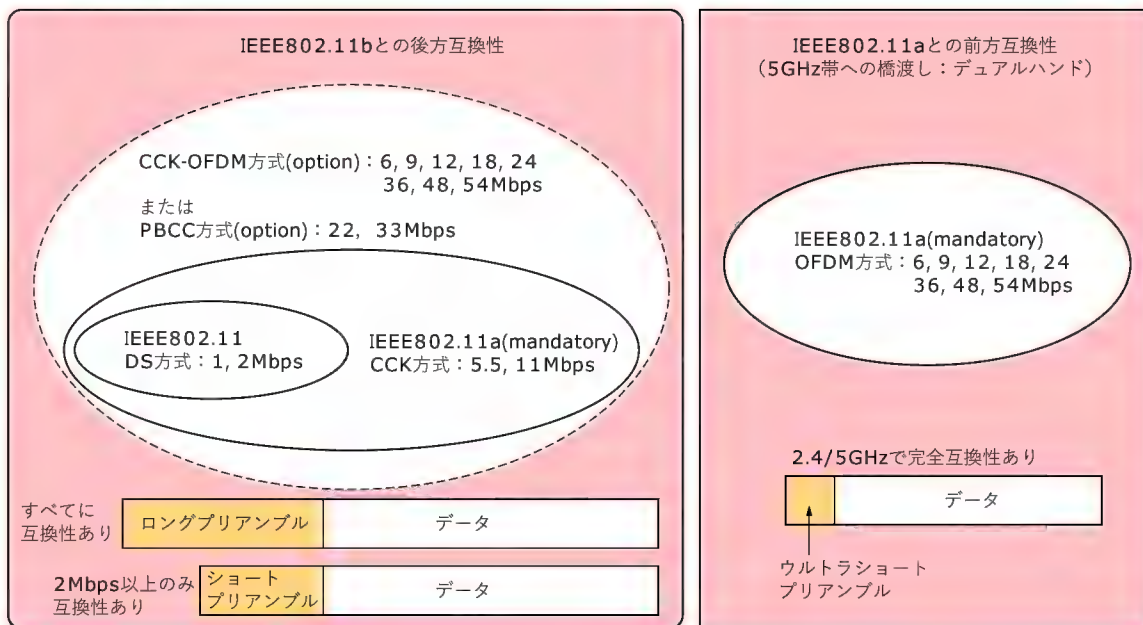 IEEE802.11bとの後方互換性
CCK-OFDM方式(option)：6, 9, 12, 18, 24
36, 48, 54Mbps
または
PBCC方式(option)：22, 33Mbps
IEEE802.11
DS方式：1, 2Mbps
IEEE802.11a(mandatory)
CCK方式：5.5, 11Mbps
すべてに
互換性あり
ロングプリアンブル
データ
2Mbps以上のみ
互換性あり
ショート
プリアンブル
データ
IEEE802.11aとの前方互換性
（5GHz帯への橋渡し：デュアルハンド）
IEEE802.11a(mandatory)
OFDM方式：6, 9, 12, 18, 24
36, 48, 54Mbps
2.4/5GHzで完全互換性あり
データ
ウルトラショート
プリアンブル